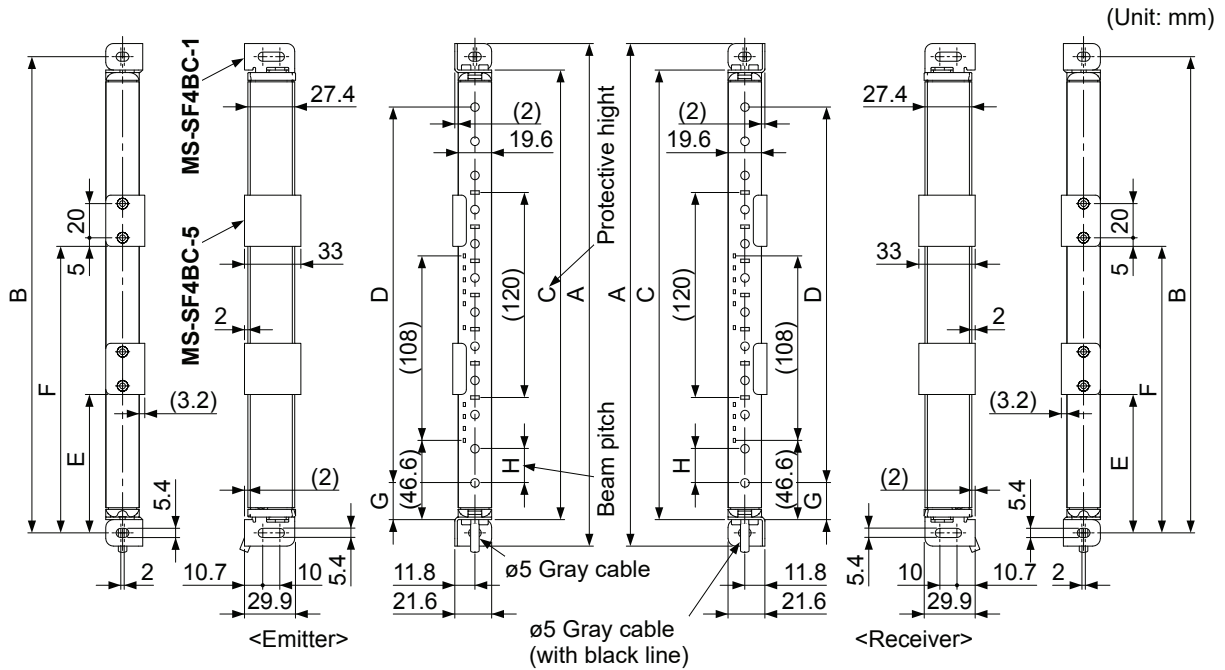 (Unit: mm)
MS-SF4BC-1
MS-SF4BC-5
B
F
E
D
G
20
5
5.4
2
(3.2)
27.4
33
2
(2)
10.7
10
29.9
5.4
(2)
19.6
(108)
(46.6)
(120)
H
Beam pitch
C
Protective hight
A
11.8
21.6
ø5 Gray cable
<Emitter>
A
C
(2)
19.6
(120)
H
(108)
(46.6)
D
G
11.8
21.6
ø5 Gray cable
(with black line)
27.4
33
2
(2)
5.4
10
10.7
29.9
<Receiver>
20
5
(3.2)
5.4
2
E
F
B